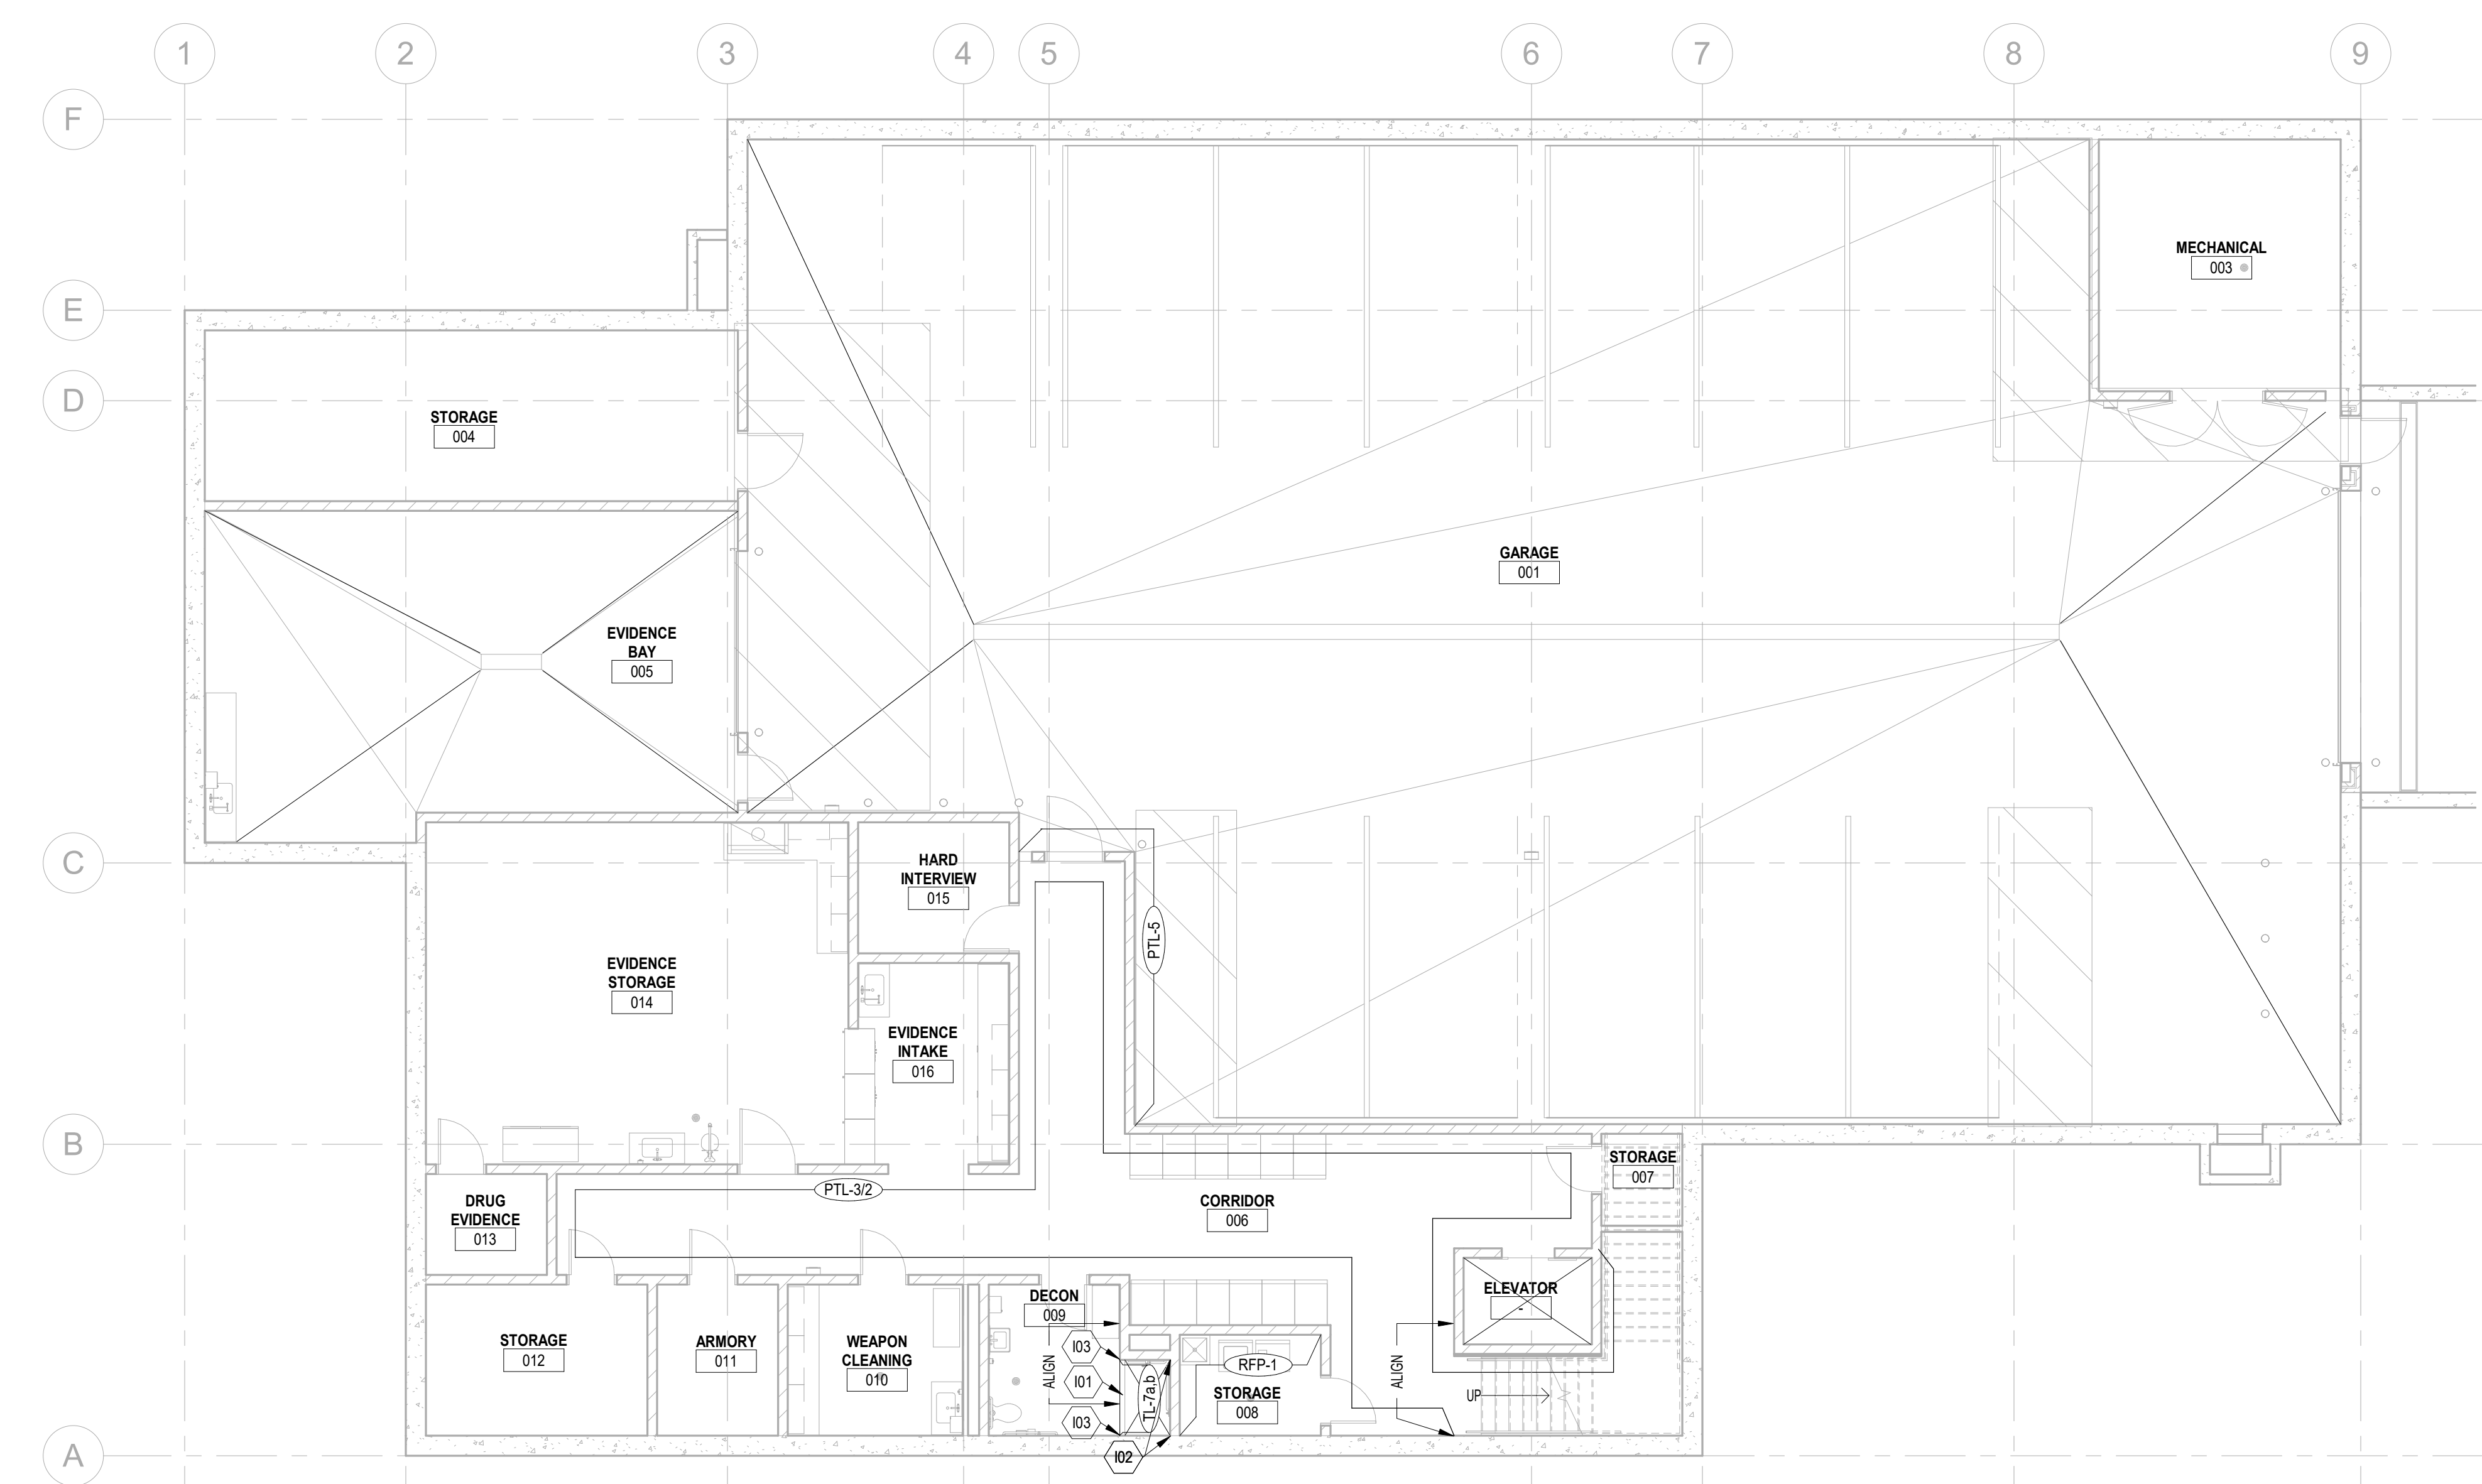 1
2
3
4
5
6
7
8
9
F
E
D
C
B
A
MECHANICAL
003
STORAGE
004
GARAGE
001
EVIDENCE
BAY
005
HARD
INTERVIEW
015
PTL-5
EVIDENCE
STORAGE
014
EVIDENCE
INTAKE
016
STORAGE
007
DRUG
EVIDENCE
013
PTL-3/2
CORRIDOR
006
ELEVATOR
-
DECON
009
STORAGE
012
ARMORY
011
WEAPON
CLEANING
010
ALIGN
I03
I01
I03
I02
TL-7a,b
RFP-1
STORAGE
008
ALIGN
UP